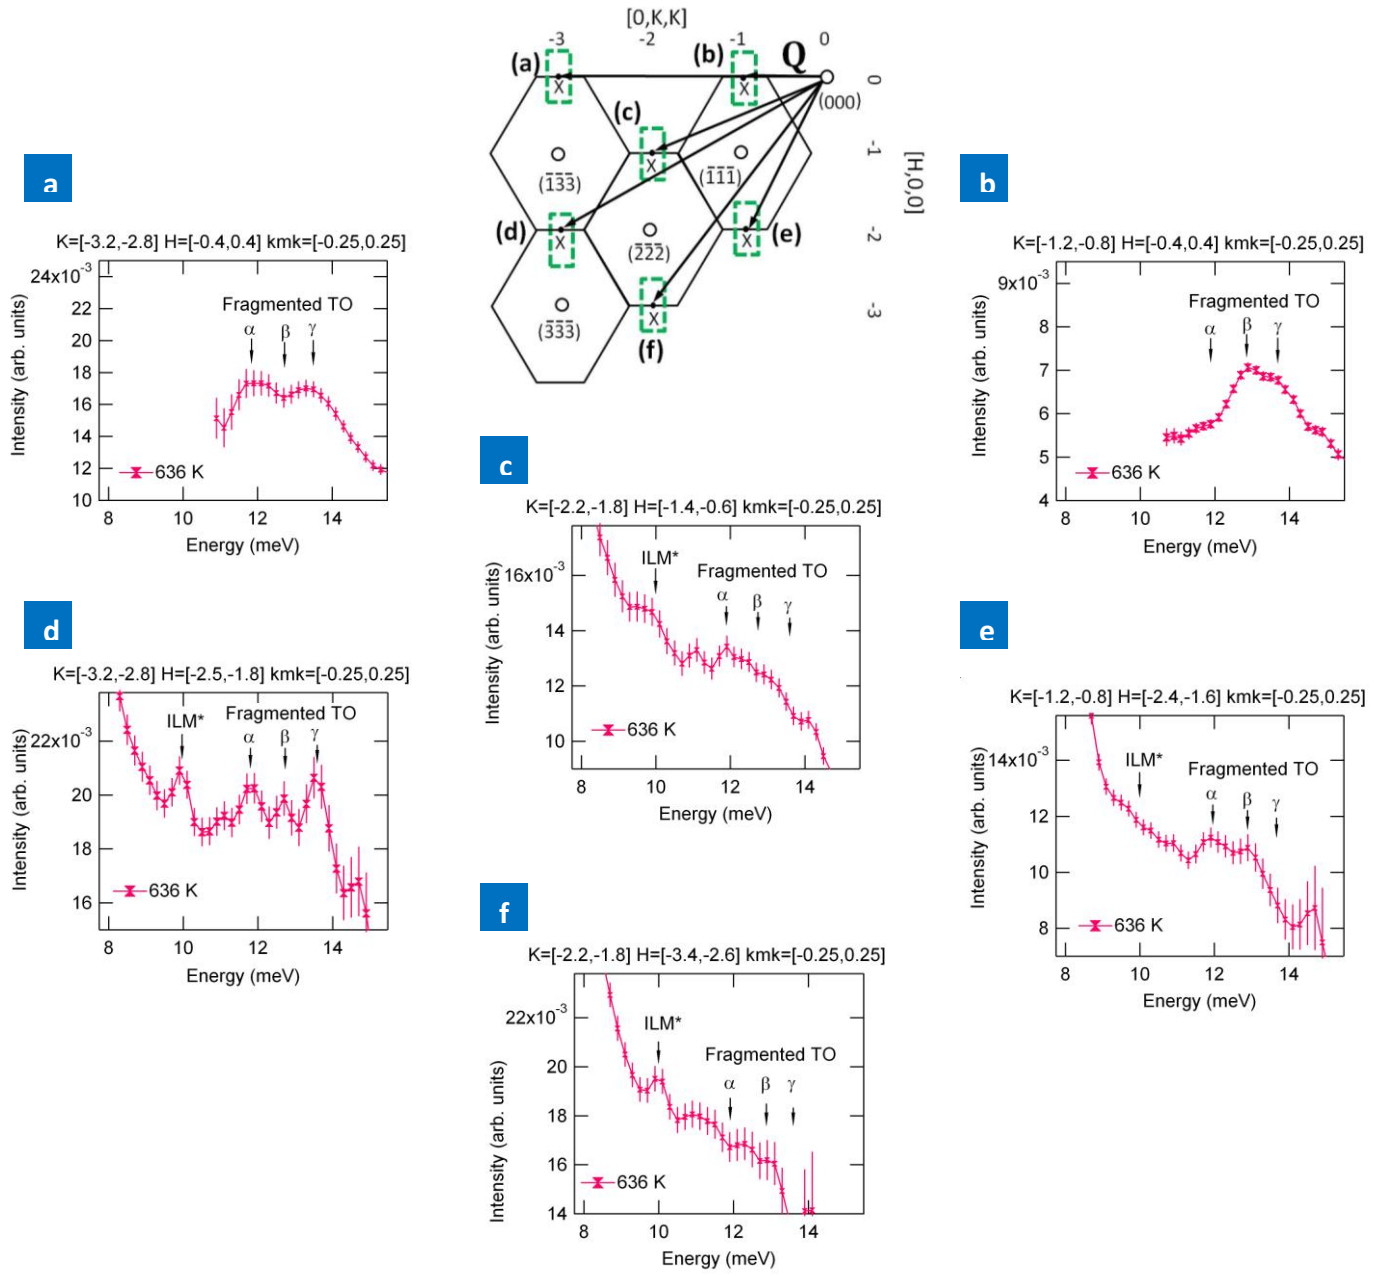 [0,K,K]
-3 -2 -1 0
(a) (b) Q 0
X X
(000)
(c)
-1
X
(1̅3̅3̅) (1̅1̅1̅)
[H,0,0]
(d) X (e) X -2
(2̅2̅2̅)
(3̅3̅3̅) X -3
(f)
a
K=[-3.2,-2.8] H=[-0.4,0.4] kmk=[-0.25,0.25]
24x10⁻³
22
20
18
16
14
12
10
Intensity (arb. units)
Fragmented TO
α β γ
636 K
8 10 12 14
Energy (meV)
b
K=[-1.2,-0.8] H=[-0.4,0.4] kmk=[-0.25,0.25]
9x10⁻³
8
7
6
5
4
Intensity (arb. units)
Fragmented TO
α β γ
636 K
8 10 12 14
Energy (meV)
c
K=[-2.2,-1.8] H=[-1.4,-0.6] kmk=[-0.25,0.25]
16x10⁻³
14
12
10
Intensity (arb. units)
ILM*
Fragmented TO
α β γ
636 K
8 10 12 14
Energy (meV)
d
K=[-3.2,-2.8] H=[-2.5,-1.8] kmk=[-0.25,0.25]
22x10⁻³
20
18
16
Intensity (arb. units)
ILM*
Fragmented TO
α β γ
636 K
8 10 12 14
Energy (meV)
e
K=[-1.2,-0.8] H=[-2.4,-1.6] kmk=[-0.25,0.25]
14x10⁻³
12
10
8
Intensity (arb. units)
ILM*
Fragmented TO
α β γ
636 K
8 10 12 14
Energy (meV)
f
K=[-2.2,-1.8] H=[-3.4,-2.6] kmk=[-0.25,0.25]
22x10⁻³
20
18
16
14
Intensity (arb. units)
ILM*
Fragmented TO
α β γ
636 K
8 10 12 14
Energy (meV)